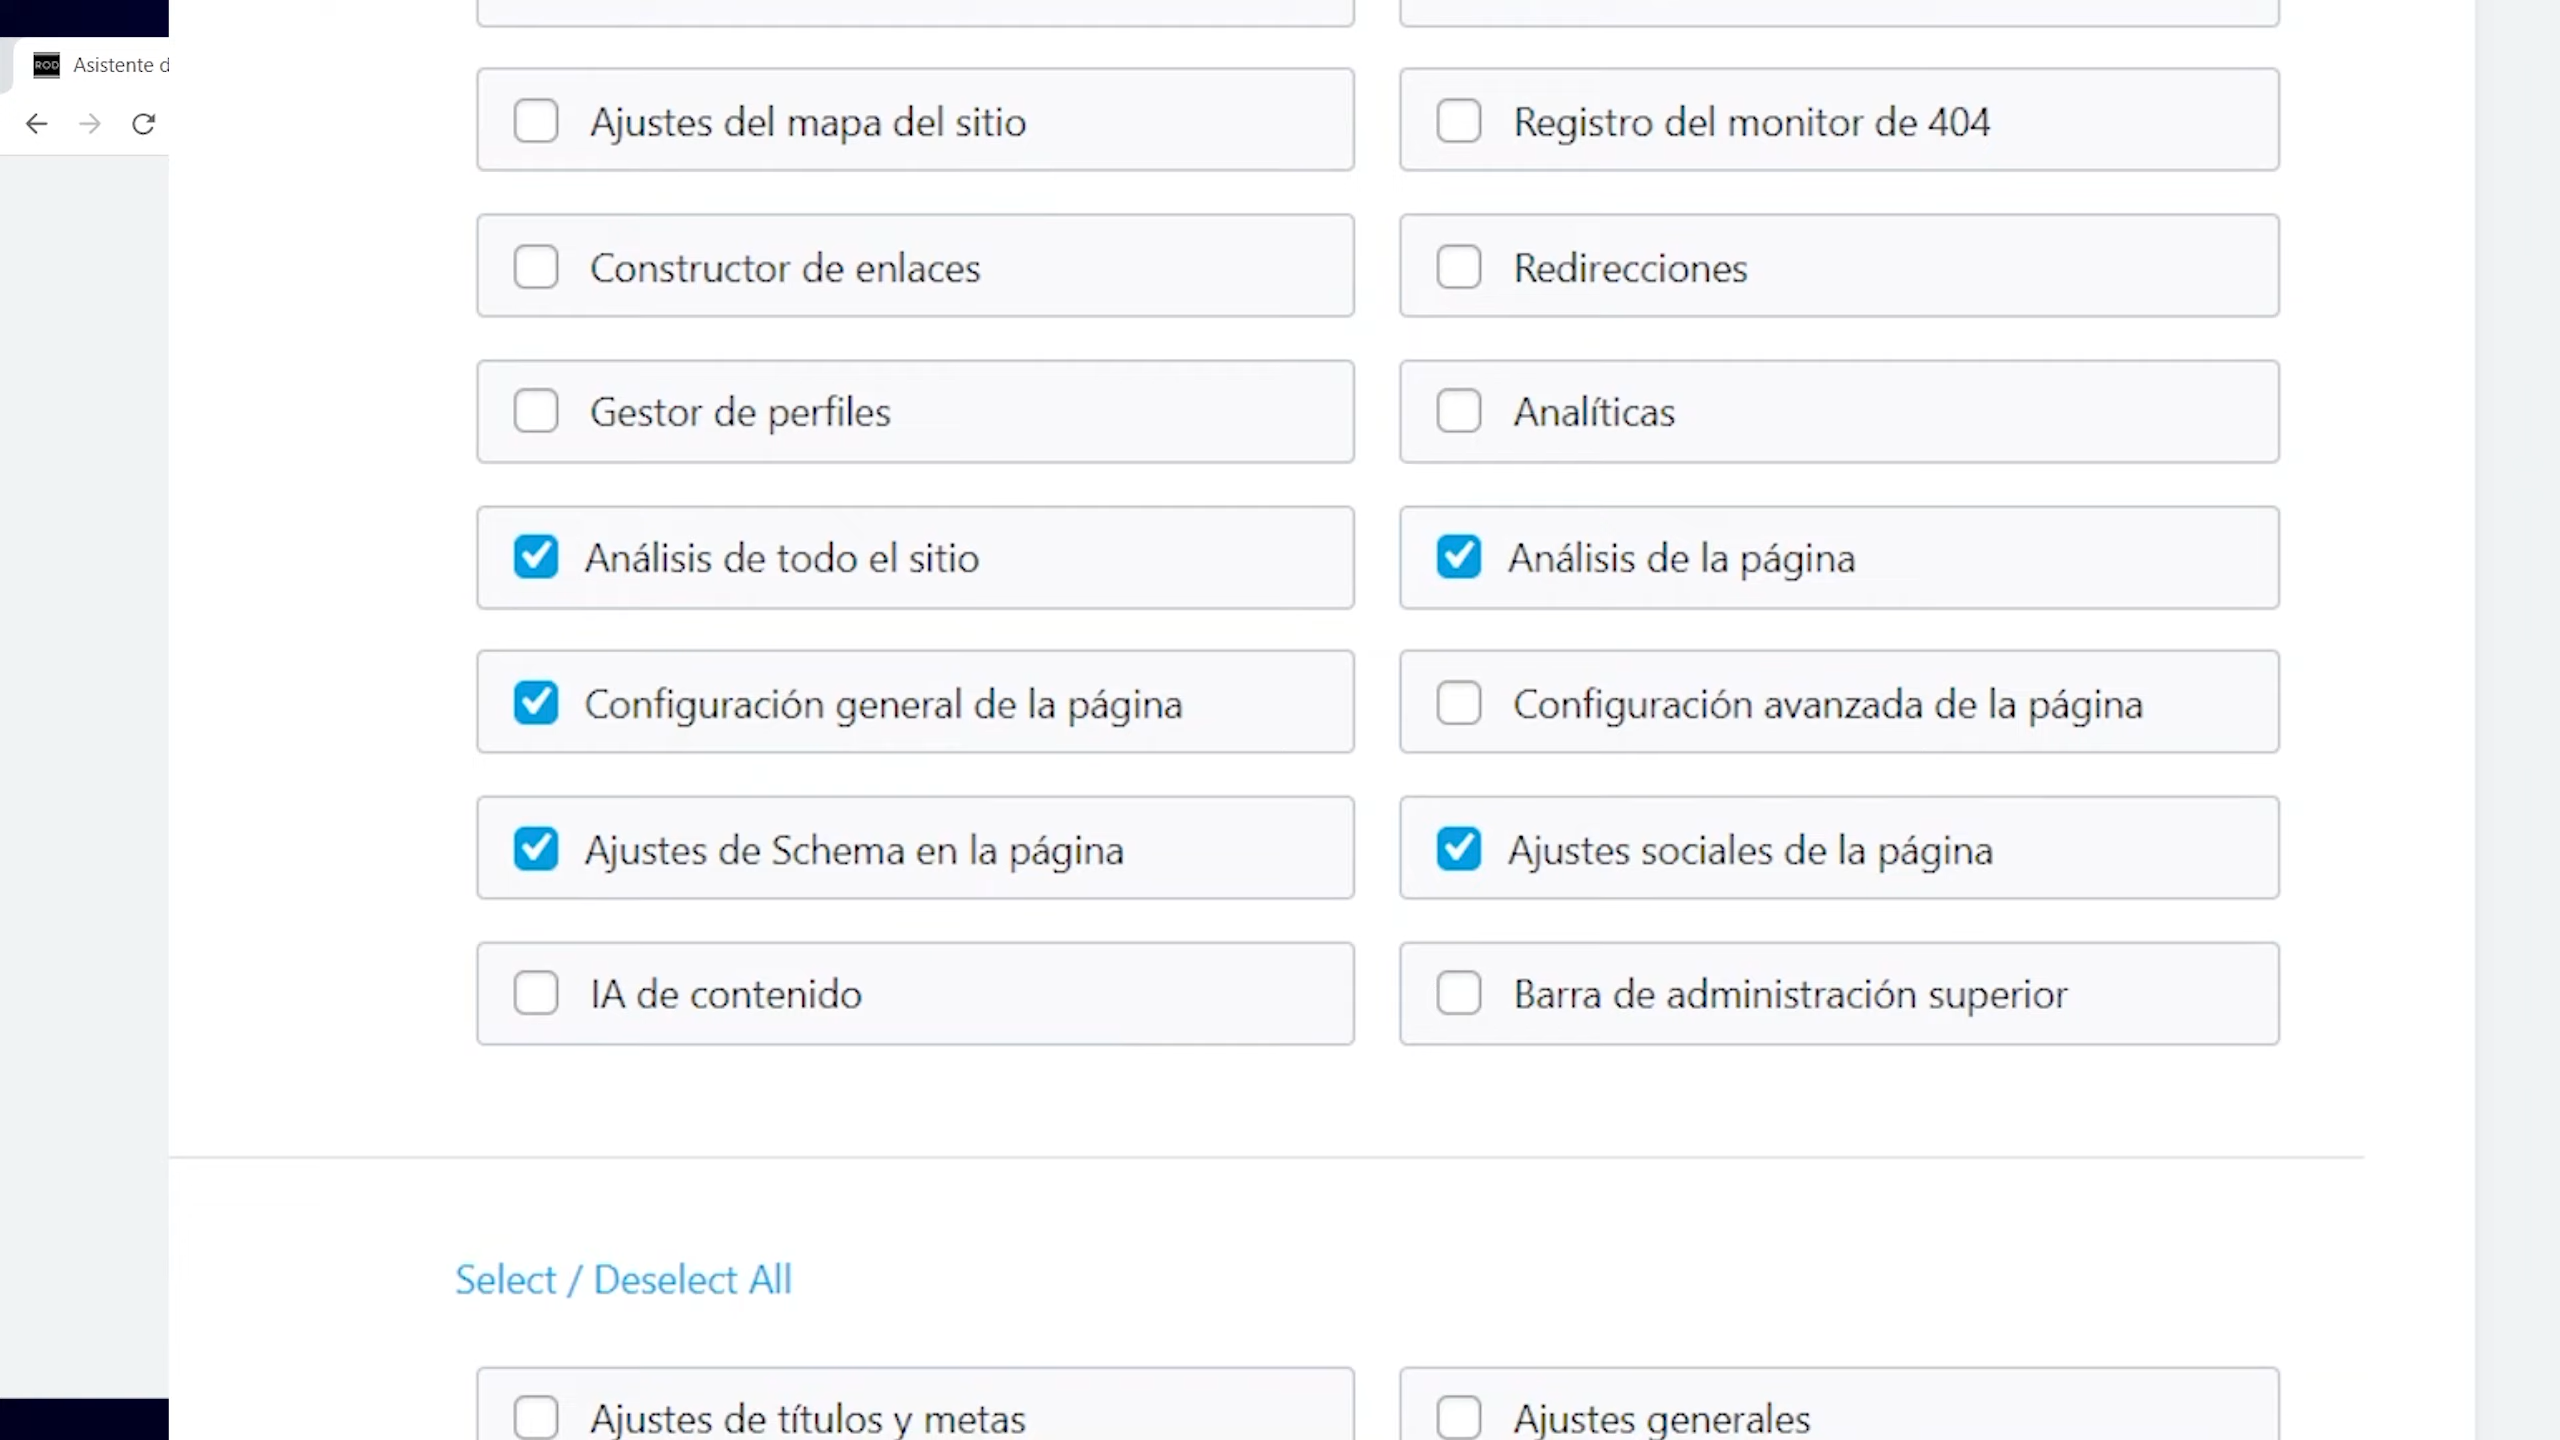 ROD Asistente d
Ajustes del mapa del sitio
Registro del monitor de 404
Constructor de enlaces
Redirecciones
Gestor de perfiles
Analíticas
Análisis de todo el sitio
Análisis de la página
Configuración general de la página
Configuración avanzada de la página
Ajustes de Schema en la página
Ajustes sociales de la página
IA de contenido
Barra de administración superior
Select / Deselect All
Ajustes de títulos y metas
Ajustes generales